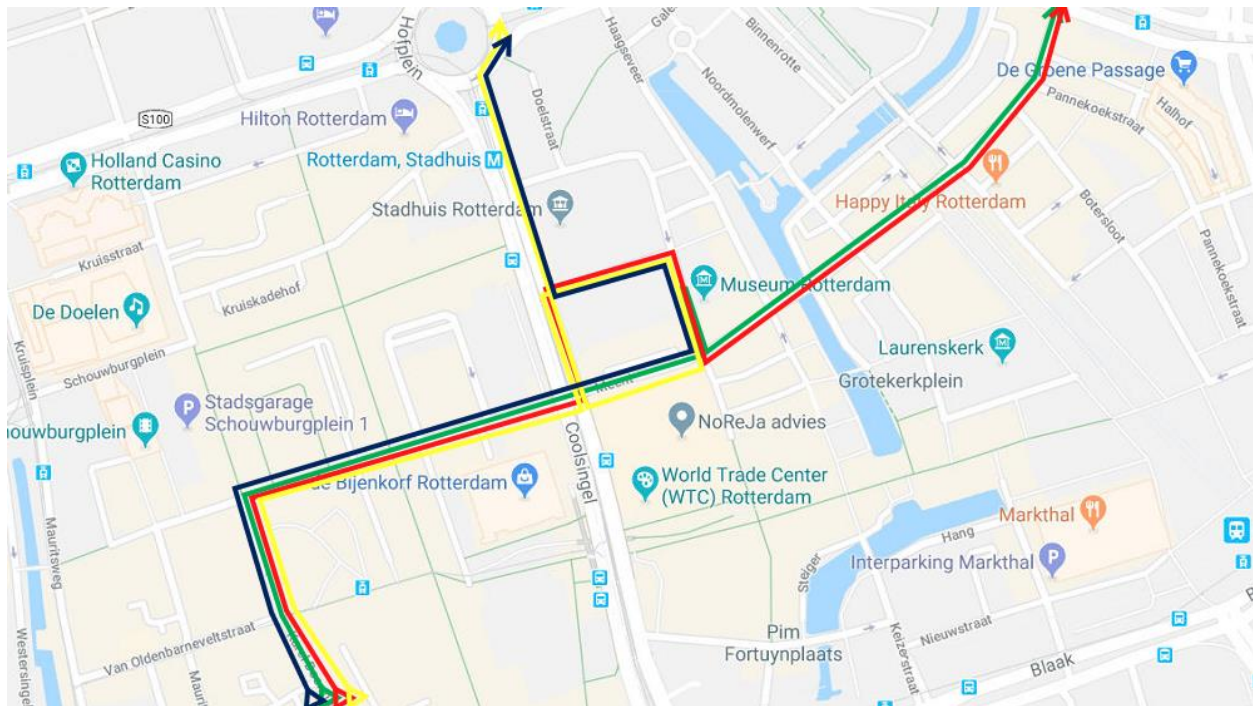 Hofplein
Haagseveer
Binnenrotte
Noordmolenwerf
De Groene Passage
Pannekoekstraat
Halhof
S100
Hilton Rotterdam
Doelstraat
Holland Casino
Rotterdam
Rotterdam, Stadhuis
M
Stadhuis Rotterdam
Happy Italy Rotterdam
Botersloot
Pannekoekstraat
Kruisstraat
Kruiskadehof
De Doelen
Museum Rotterdam
Kruisplein
Schouwburgplein
Laurenskerk
Grotekerkplein
Meent
P
Stadsgarage
Schouwburgplein 1
NoReJa advies
houwburgplein
Coolsingel
de Bijenkorf Rotterdam
World Trade Center
(WTC) Rotterdam
Markthal
Mauritsweg
Hang
Steiger
Interparking Markthal
P
Van Oldenbarneveltstraat
Pim
Fortuynplaats
Keizerstraat
Nieuwstraat
Blaak